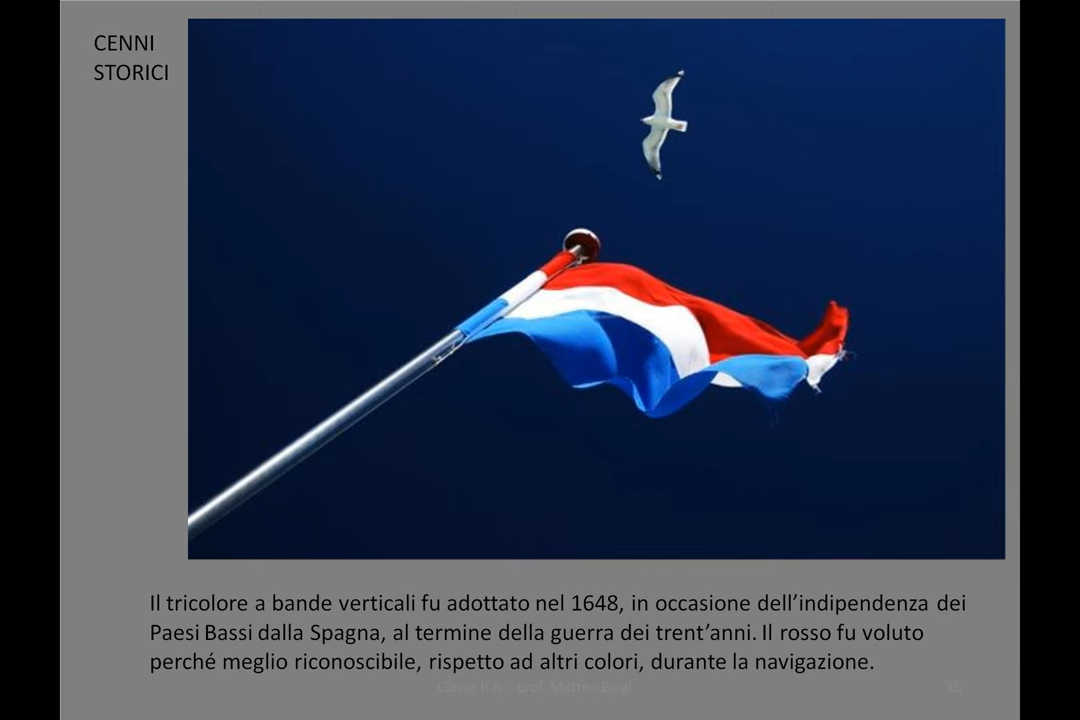 CENNI
STORICI
Il tricolore a bande verticali fu adottato nel 1648, in occasione dell’indipendenza dei
Paesi Bassi dalla Spagna, al termine della guerra dei trent’anni. Il rosso fu voluto
perché meglio riconoscibile, rispetto ad altri colori, durante la navigazione.
Classe II A prof. Matteo Biagi 15